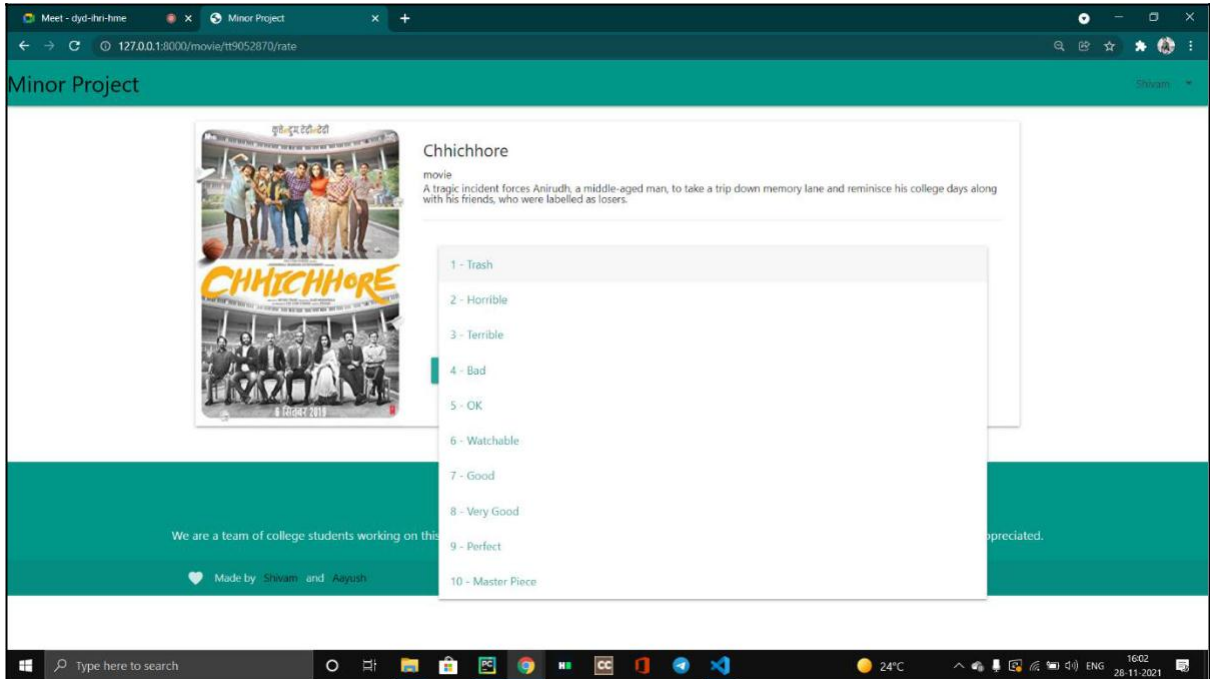 Meet - dyd-ihri-hme
Minor Project
127.0.0.1:8000/movie/tt9052870/rate
Minor Project
Shivam
CHHICHHORE
6 सितंबर 2019
Chhichhore
movie
A tragic incident forces Anirudh, a middle-aged man, to take a trip down memory lane and reminisce his college days along
with his friends, who were labelled as losers.
1 - Trash
2 - Horrible
3 - Terrible
4 - Bad
5 - OK
6 - Watchable
7 - Good
8 - Very Good
9 - Perfect
10 - Master Piece
We are a team of college students working on this
ppreciated.
Made by Shivam and Aayush
Type here to search
PC
H
CC
24°C
ENG
16:02
28-11-2021